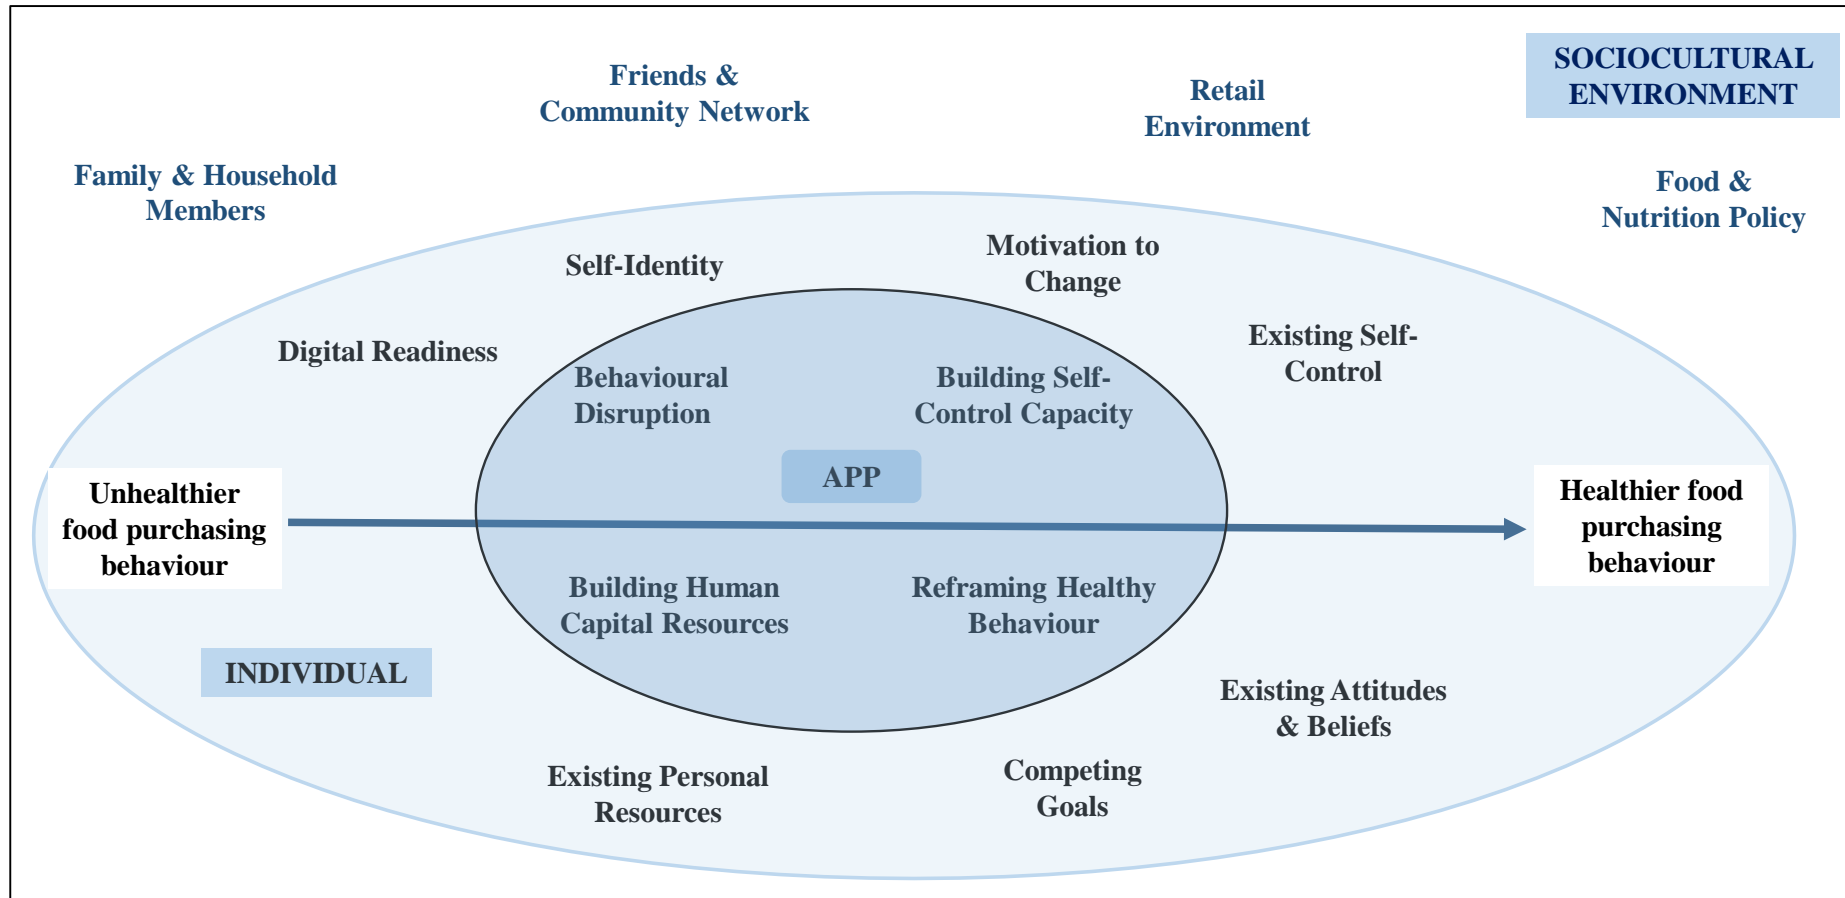 SOCIOCULTURAL
ENVIRONMENT
Friends &
Community Network
Retail
Environment
Family & Household
Members
Food &
Nutrition Policy
Self-Identity
Motivation to
Change
Digital Readiness
Existing Self-
Control
Behavioural
Disruption
Building Self-
Control Capacity
APP
Unhealthier
food purchasing
behaviour
Healthier food
purchasing
behaviour
Building Human
Capital Resources
Reframing Healthy
Behaviour
INDIVIDUAL
Existing Attitudes
& Beliefs
Existing Personal
Resources
Competing
Goals